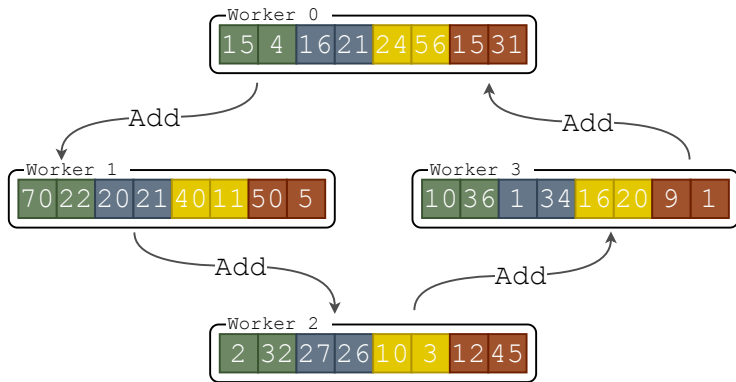 Worker 0
15 4 16 21 24 56 15 31
Add
Add
Worker 1
70 22 20 21 40 11 50 5
Worker 3
10 36 1 34 16 20 9 1
Add
Add
Worker 2
2 32 27 26 10 3 12 45